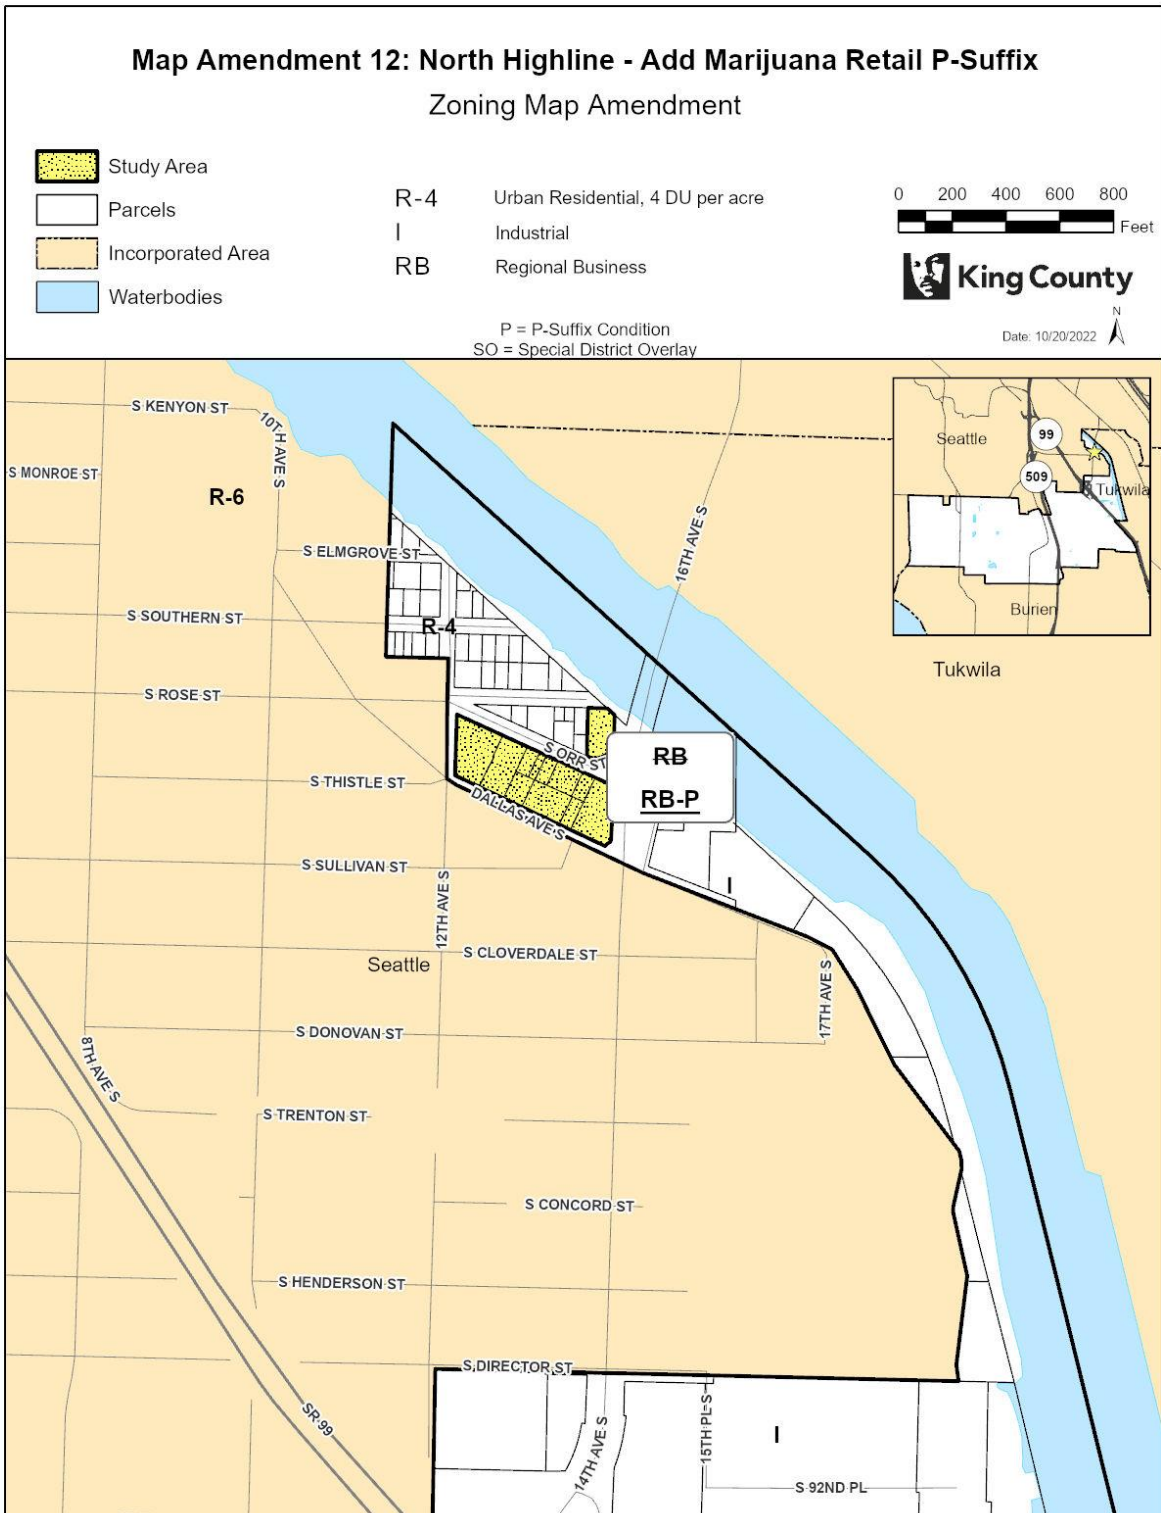 Map Amendment 12: North Highline - Add Marijuana Retail P-Suffix
Zoning Map Amendment
Study Area
Parcels
Incorporated Area
Waterbodies
R-4 Urban Residential, 4 DU per acre
I Industrial
RB Regional Business
P = P-Suffix Condition
SO = Special District Overlay
0 200 400 600 800
Feet
King County
N
Date: 10/20/2022
S KENYON ST
10TH AVE S
S MONROE ST
R-6
S ELMGROVE ST
16TH AVE S
S SOUTHERN ST
R-4
S ROSE ST
S ORR ST
RB
RB-P
S THISTLE ST
DALLAS AVE S
S SULLIVAN ST
I
12TH AVE S
S CLOVERDALE ST
Seattle
17TH AVE S
S DONOVAN ST
8TH AVE S
S TRENTON ST
S CONCORD ST
S HENDERSON ST
S DIRECTOR ST
SR 99
14TH AVE S
15TH PL S
I
S 92ND PL
Seattle
99
509
Tukwila
Burien
Tukwila